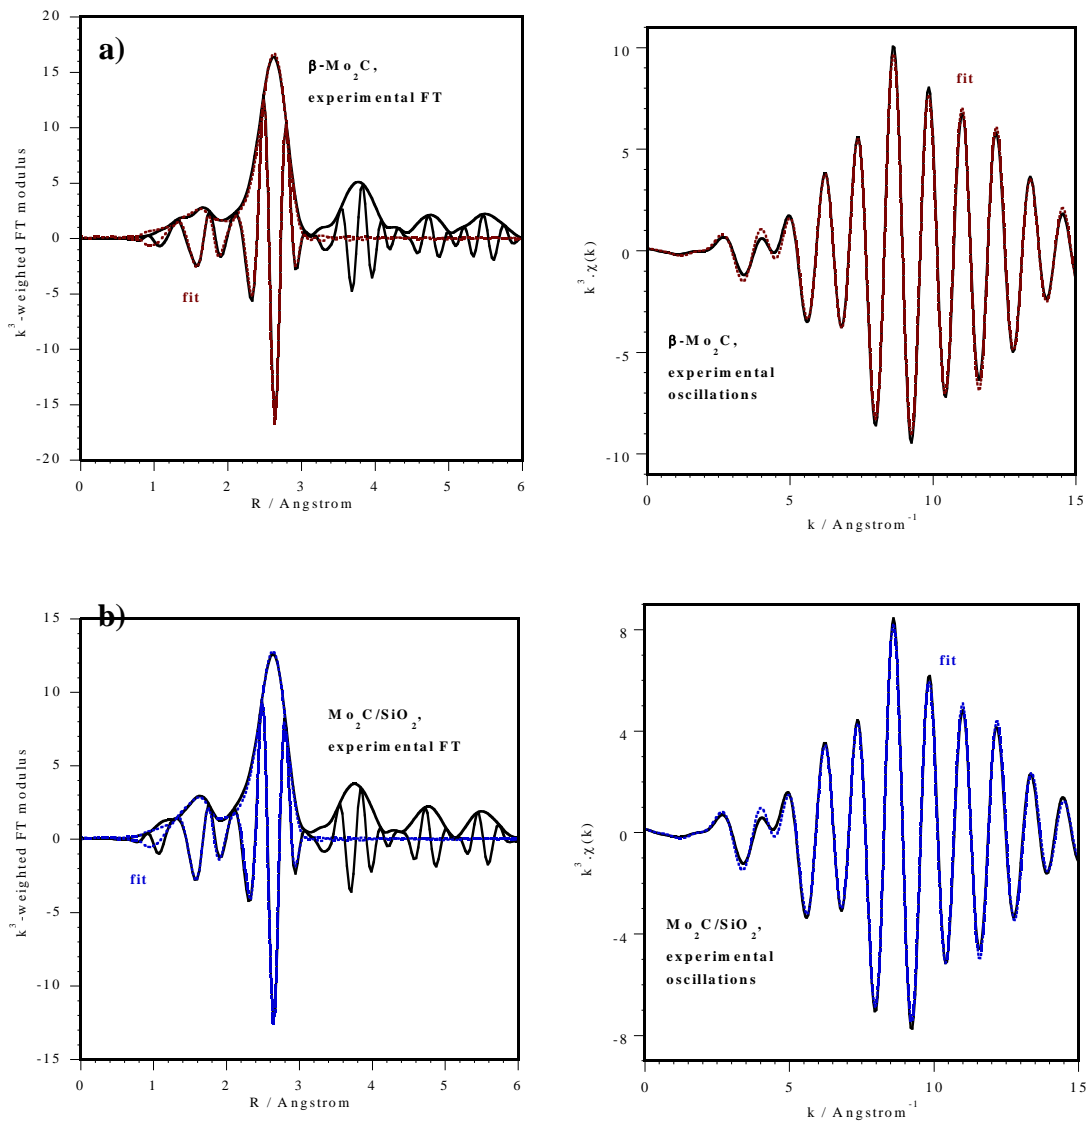 a)
20
15
10
5
0
-5
-10
-15
-20
k³-weighted FT modulus
β-Mo₂C,
experimental FT
fit
0 1 2 3 4 5 6
R / Angstrom
10
5
0
-5
-10
k³.χ(k)
fit
β-Mo₂C,
experimental
oscillations
0 5 10 15
k / Angstrom⁻¹
b)
15
10
5
0
-5
-10
-15
k³-weighted FT modulus
Mo₂C/SiO₂,
experimental FT
fit
0 1 2 3 4 5 6
R / Angstrom
8
4
0
-4
-8
k³.χ(k)
fit
Mo₂C/SiO₂,
experimental
oscillations
0 5 10 15
k / Angstrom⁻¹